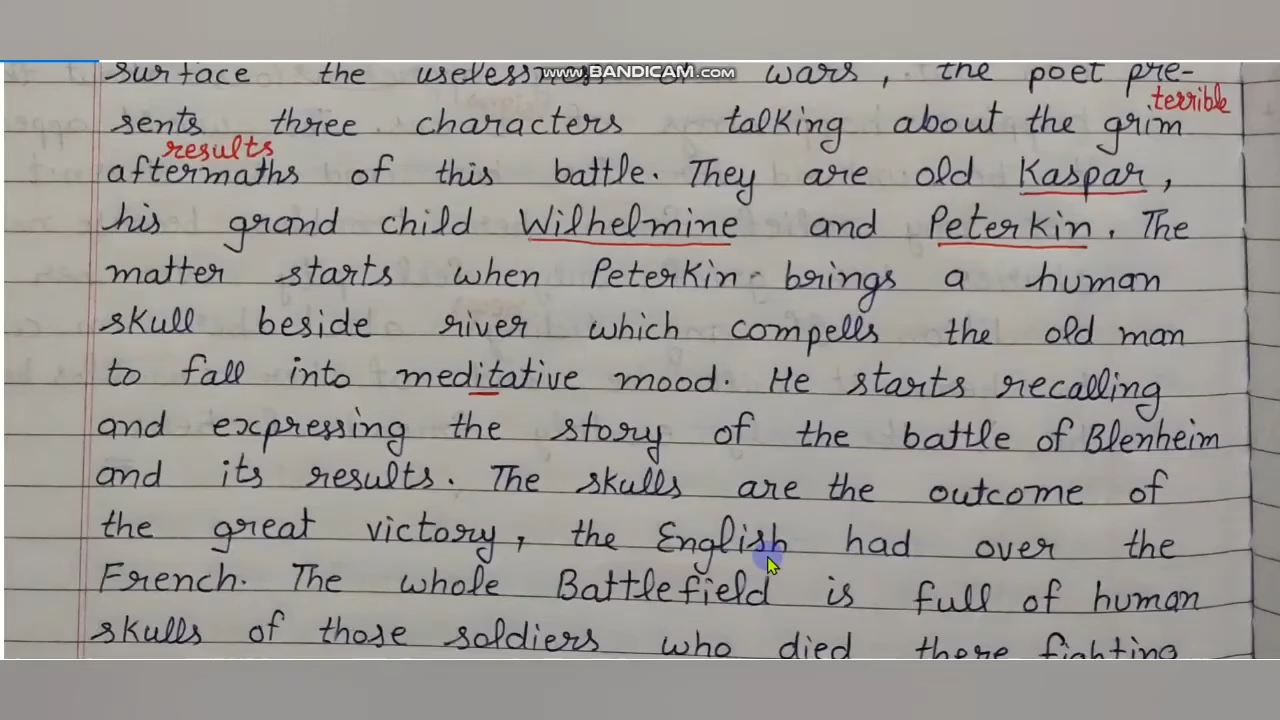 surface the uselessness of wars, the poet pre-
www.BANDICAM.com
terrible
sents three characters talking about the grim
results
aftermaths of this battle. They are old Kaspar,
his grand child Wilhelmine and Peterkin. The
matter starts when Peterkin brings a human
skull beside river which compells the old man
to fall into meditative mood. He starts recalling
and expressing the story of the battle of Blenheim
and its results. The skulls are the outcome of
the great victory, the English had over the
French. The whole Battlefield is full of human
skulls of those soldiers who died there fighting